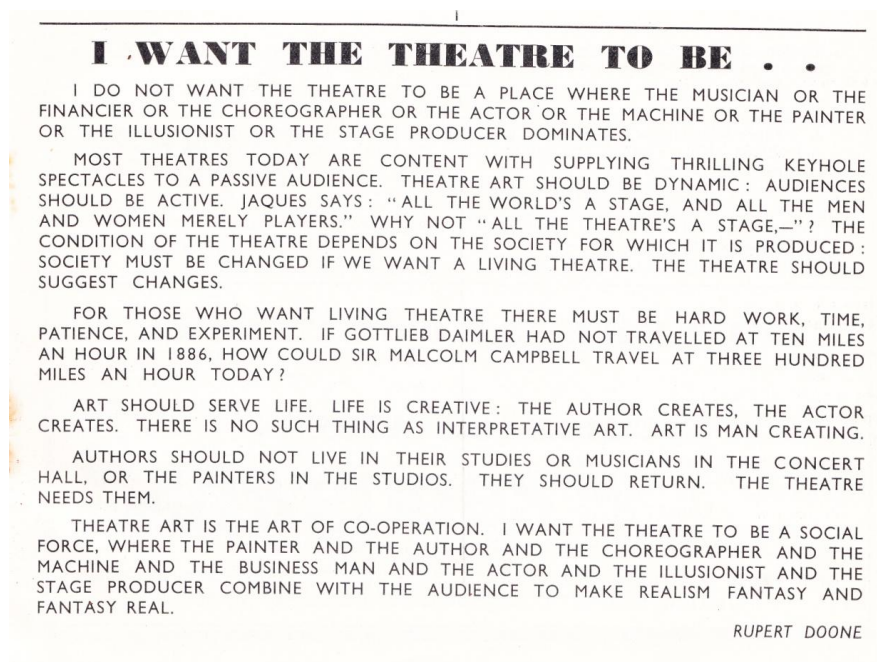 I WANT THE THEATRE TO BE . .
I DO NOT WANT THE THEATRE TO BE A PLACE WHERE THE MUSICIAN OR THE
FINANCIER OR THE CHOREOGRAPHER OR THE ACTOR OR THE MACHINE OR THE PAINTER
OR THE ILLUSIONIST OR THE STAGE PRODUCER DOMINATES.
MOST THEATRES TODAY ARE CONTENT WITH SUPPLYING THRILLING KEYHOLE
SPECTACLES TO A PASSIVE AUDIENCE. THEATRE ART SHOULD BE DYNAMIC : AUDIENCES
SHOULD BE ACTIVE. JAQUES SAYS : "ALL THE WORLD'S A STAGE, AND ALL THE MEN
AND WOMEN MERELY PLAYERS." WHY NOT "ALL THE THEATRE'S A STAGE,—" ? THE
CONDITION OF THE THEATRE DEPENDS ON THE SOCIETY FOR WHICH IT IS PRODUCED :
SOCIETY MUST BE CHANGED IF WE WANT A LIVING THEATRE. THE THEATRE SHOULD
SUGGEST CHANGES.
FOR THOSE WHO WANT LIVING THEATRE THERE MUST BE HARD WORK, TIME,
PATIENCE, AND EXPERIMENT. IF GOTTLIEB DAIMLER HAD NOT TRAVELLED AT TEN MILES
AN HOUR IN 1886, HOW COULD SIR MALCOLM CAMPBELL TRAVEL AT THREE HUNDRED
MILES AN HOUR TODAY ?
ART SHOULD SERVE LIFE. LIFE IS CREATIVE : THE AUTHOR CREATES, THE ACTOR
CREATES. THERE IS NO SUCH THING AS INTERPRETATIVE ART. ART IS MAN CREATING.
AUTHORS SHOULD NOT LIVE IN THEIR STUDIES OR MUSICIANS IN THE CONCERT
HALL, OR THE PAINTERS IN THE STUDIOS. THEY SHOULD RETURN. THE THEATRE
NEEDS THEM.
THEATRE ART IS THE ART OF CO-OPERATION. I WANT THE THEATRE TO BE A SOCIAL
FORCE, WHERE THE PAINTER AND THE AUTHOR AND THE CHOREOGRAPHER AND THE
MACHINE AND THE BUSINESS MAN AND THE ACTOR AND THE ILLUSIONIST AND THE
STAGE PRODUCER COMBINE WITH THE AUDIENCE TO MAKE REALISM FANTASY AND
FANTASY REAL.
RUPERT DOONE